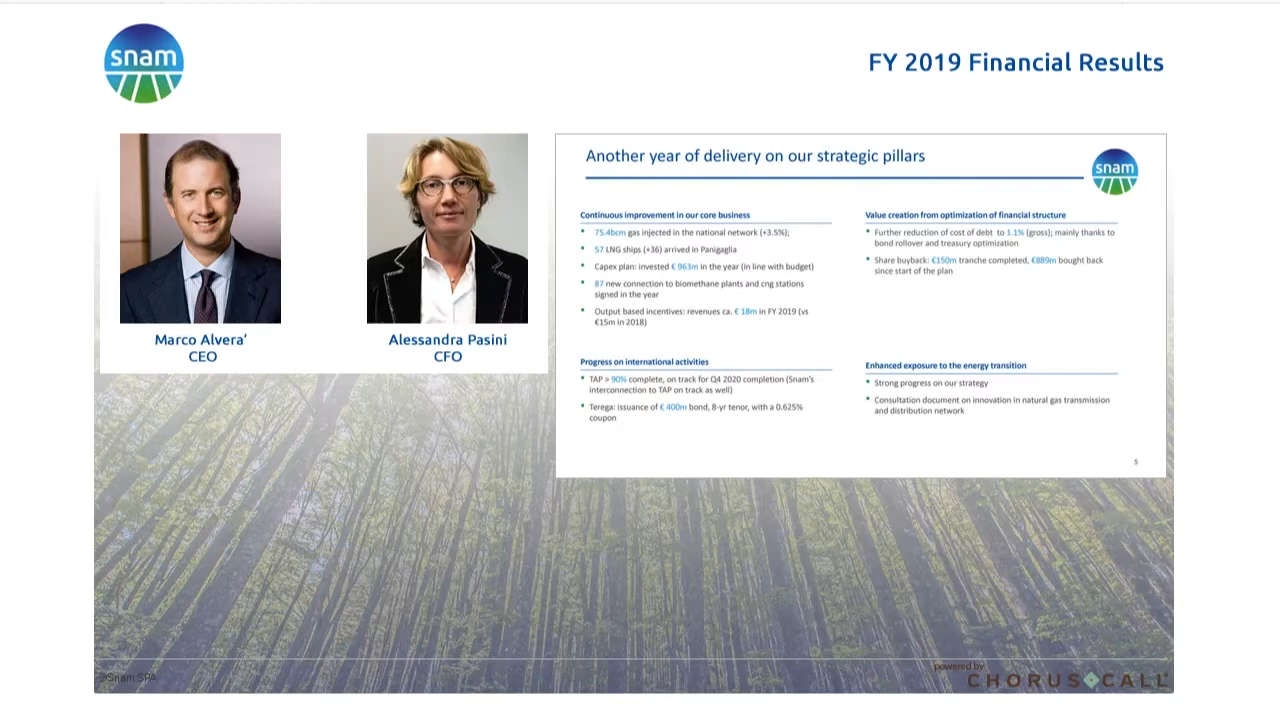 snam
FY 2019 Financial Results
Marco Alvera’
CEO
Alessandra Pasini
CFO
Another year of delivery on our strategic pillars
snam
Continuous improvement in our core business
75.4bcm gas injected in the national network (+3.5%);
57 LNG ships (+36) arrived in Panigaglia
Capex plan: invested € 963m in the year (in line with budget)
87 new connection to biomethane plants and cng stations
signed in the year
Output based incentives: revenues ca. € 18m in FY 2019 (vs
€15m in 2018)
Value creation from optimization of financial structure
Further reduction of cost of debt to 1.1% (gross); mainly thanks to
bond rollover and treasury optimization
Share buyback: €150m tranche completed, €889m bought back
since start of the plan
Progress on international activities
TAP > 90% complete, on track for Q4 2020 completion (Snam's
interconnection to TAP on track as well)
Terega: issuance of € 400m bond, 8-yr tenor, with a 0.625%
coupon
Enhanced exposure to the energy transition
Strong progress on our strategy
Consultation document on innovation in natural gas transmission
and distribution network
5
©Snam SPA
powered by
CHORUS CALL